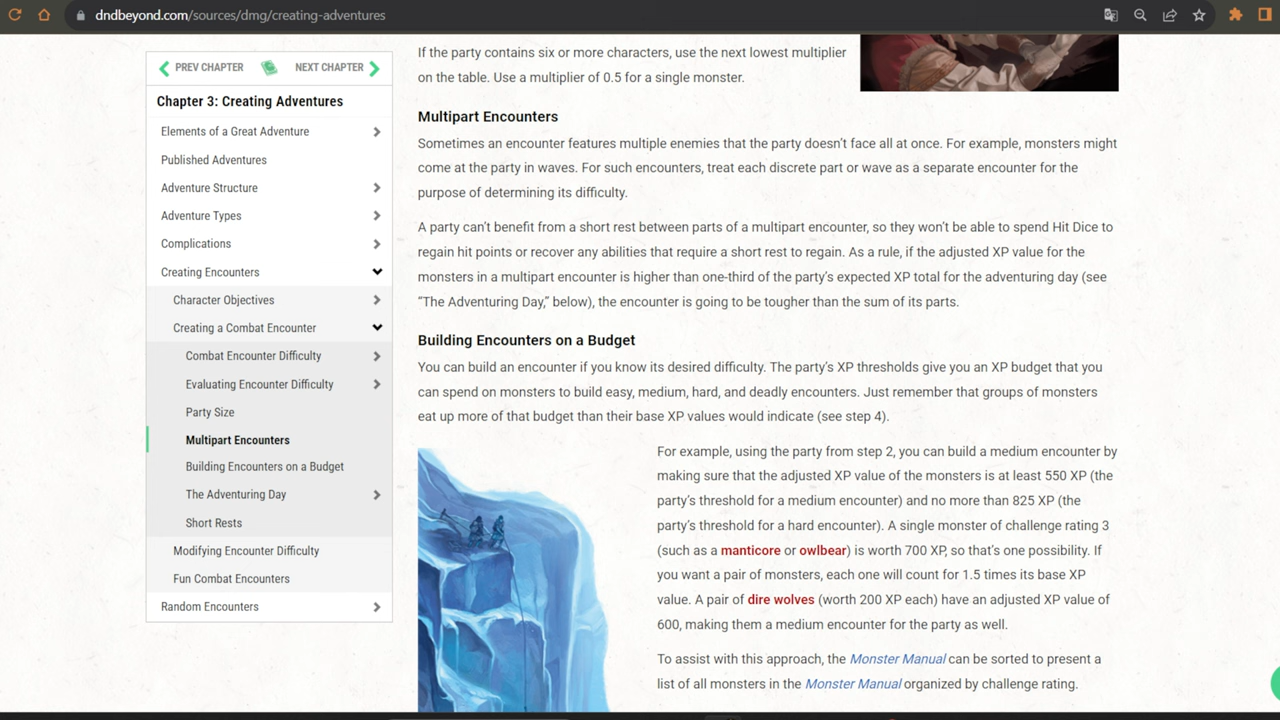 dndbeyond.com/sources/dmg/creating-adventures
PREV CHAPTER
NEXT CHAPTER
Chapter 3: Creating Adventures
Elements of a Great Adventure
Published Adventures
Adventure Structure
Adventure Types
Complications
Creating Encounters
Character Objectives
Creating a Combat Encounter
Combat Encounter Difficulty
Evaluating Encounter Difficulty
Party Size
Multipart Encounters
Building Encounters on a Budget
The Adventuring Day
Short Rests
Modifying Encounter Difficulty
Fun Combat Encounters
Random Encounters
If the party contains six or more characters, use the next lowest multiplier
on the table. Use a multiplier of 0.5 for a single monster.
Multipart Encounters
Sometimes an encounter features multiple enemies that the party doesn’t face all at once. For example, monsters might
come at the party in waves. For such encounters, treat each discrete part or wave as a separate encounter for the
purpose of determining its difficulty.
A party can’t benefit from a short rest between parts of a multipart encounter, so they won’t be able to spend Hit Dice to
regain hit points or recover any abilities that require a short rest to regain. As a rule, if the adjusted XP value for the
monsters in a multipart encounter is higher than one-third of the party’s expected XP total for the adventuring day (see
“The Adventuring Day,” below), the encounter is going to be tougher than the sum of its parts.
Building Encounters on a Budget
You can build an encounter if you know its desired difficulty. The party’s XP thresholds give you an XP budget that you
can spend on monsters to build easy, medium, hard, and deadly encounters. Just remember that groups of monsters
eat up more of that budget than their base XP values would indicate (see step 4).
For example, using the party from step 2, you can build a medium encounter by
making sure that the adjusted XP value of the monsters is at least 550 XP (the
party’s threshold for a medium encounter) and no more than 825 XP (the
party’s threshold for a hard encounter). A single monster of challenge rating 3
(such as a manticore or owlbear) is worth 700 XP, so that’s one possibility. If
you want a pair of monsters, each one will count for 1.5 times its base XP
value. A pair of dire wolves (worth 200 XP each) have an adjusted XP value of
600, making them a medium encounter for the party as well.
To assist with this approach, the Monster Manual can be sorted to present a
list of all monsters in the Monster Manual organized by challenge rating.